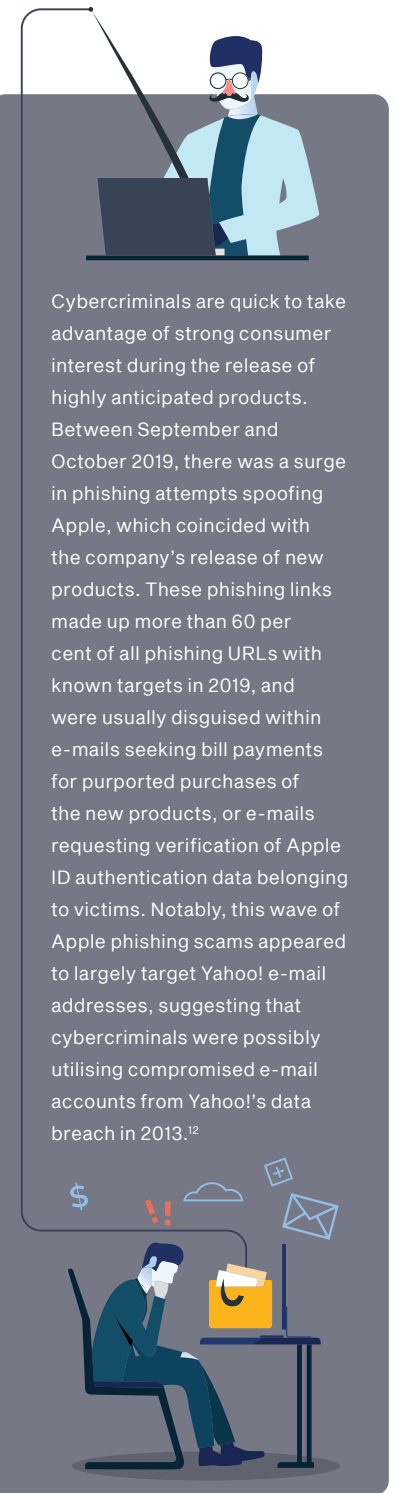 Cybercriminals are quick to take
advantage of strong consumer
interest during the release of
highly anticipated products.
Between September and
October 2019, there was a surge
in phishing attempts spoofing
Apple, which coincided with
the company's release of new
products. These phishing links
made up more than 60 per
cent of all phishing URLs with
known targets in 2019, and
were usually disguised within
e-mails seeking bill payments
for purported purchases of
the new products, or e-mails
requesting verification of Apple
ID authentication data belonging
to victims. Notably, this wave of
Apple phishing scams appeared
to largely target Yahoo! e-mail
addresses, suggesting that
cybercriminals were possibly
utilising compromised e-mail
accounts from Yahoo!'s data
breach in 2013.¹²
$
!!